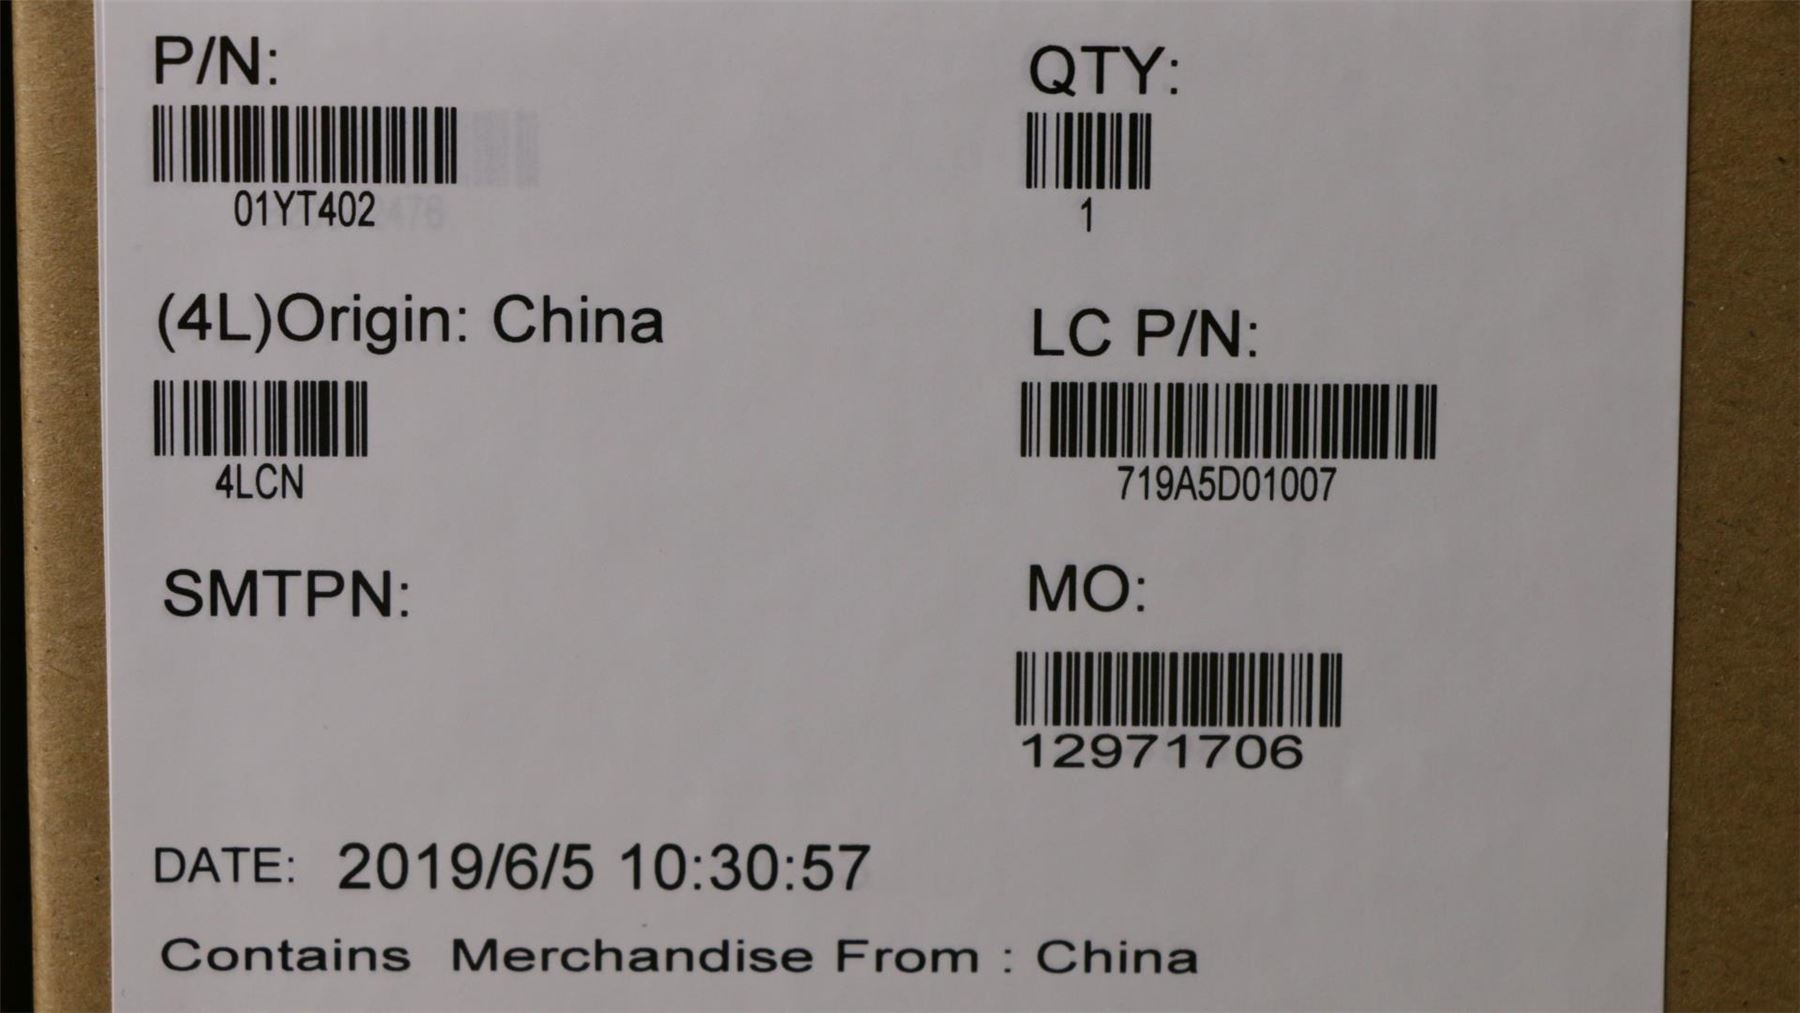 P/N:
QTY:
01YT402
1
(4L)Origin: China
LC P/N:
4LCN
719A5D01007
SMTPN:
MO:
12971706
DATE: 2019/6/5 10:30:57
Contains Merchandise From : China